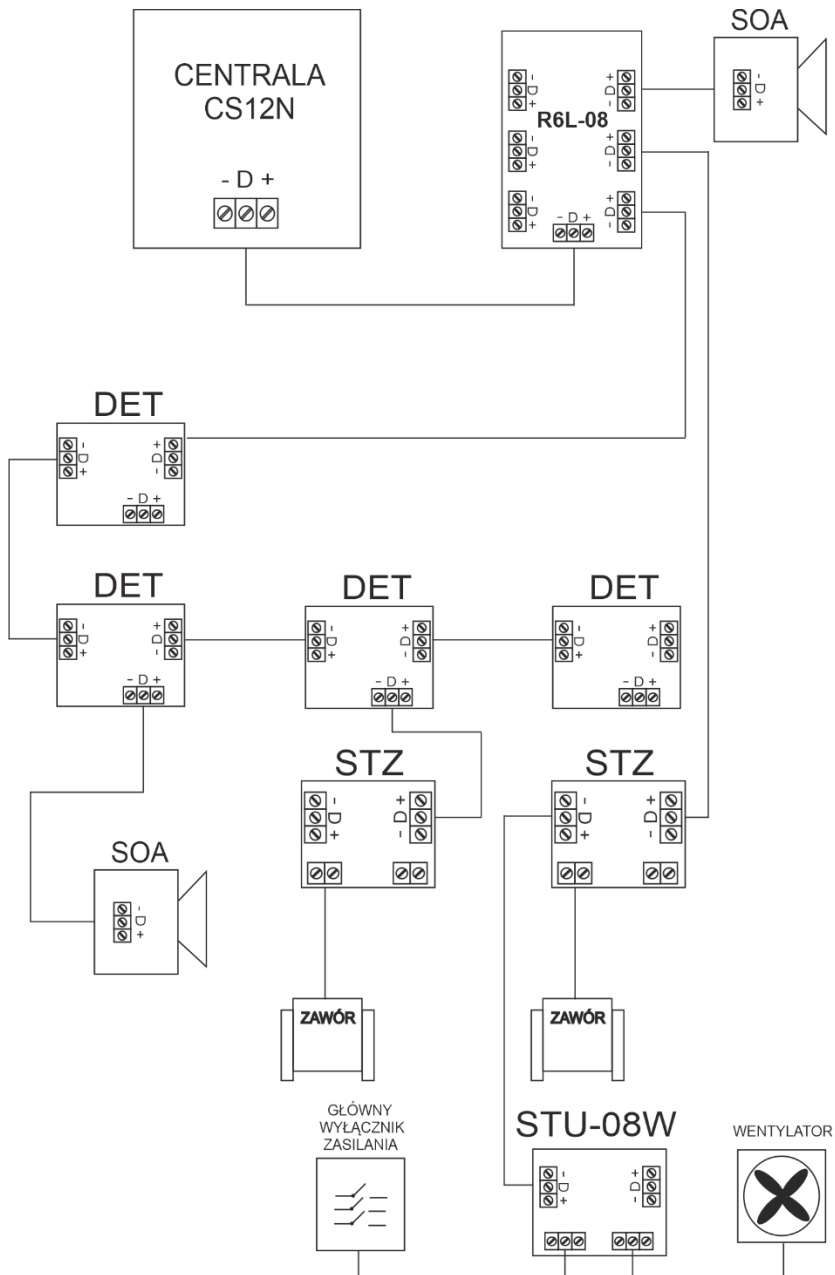 CENTRALA
CS12N
- D +
R6L-08
- D +
+ D -
- D +
+ D -
- D +
+ D -
- D +
SOA
- D +
DET
- D +
+ D -
- D +
DET
- D +
+ D -
- D +
DET
- D +
+ D -
- D +
DET
- D +
+ D -
- D +
STZ
- D +
+ D -
STZ
- D +
+ D -
SOA
- D +
ZAWÓR
ZAWÓR
GŁÓWNY
WYŁĄCZNIK
ZASILANIA
STU-08W
- D +
+ D -
WENTYLATOR